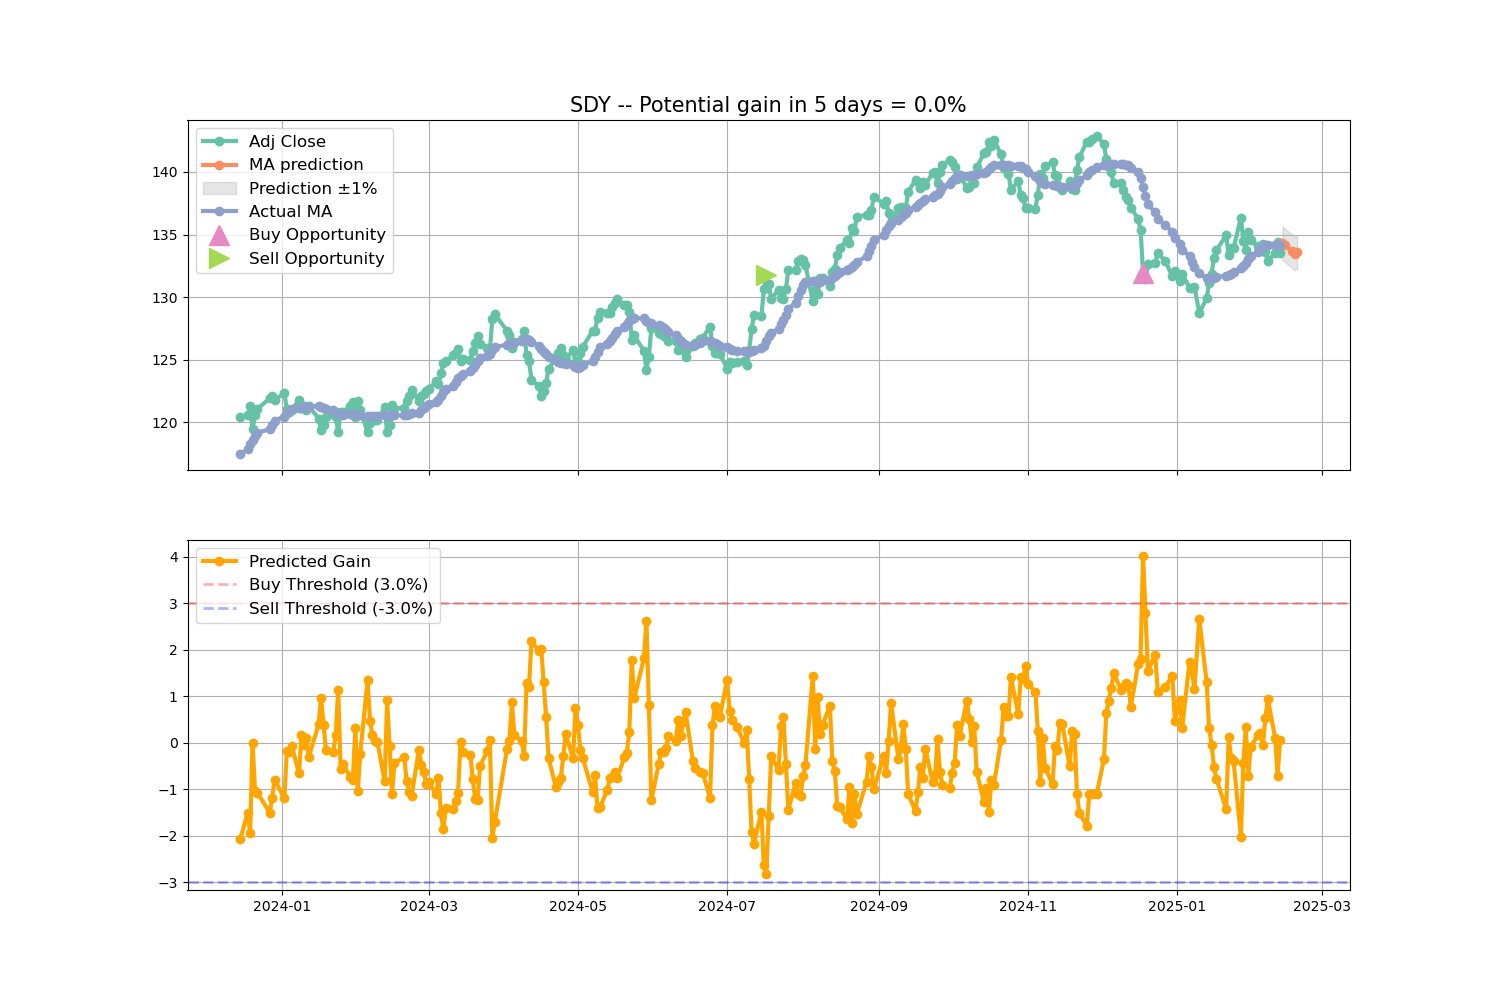 SDY -- Potential gain in 5 days = 0.0%
Adj Close
MA prediction
Prediction ±1%
Actual MA
Buy Opportunity
Sell Opportunity
140
135
130
125
120
Predicted Gain
Buy Threshold (3.0%)
Sell Threshold (-3.0%)
4
3
2
1
0
−1
−2
−3
2024-01 2024-03 2024-05 2024-07 2024-09 2024-11 2025-01 2025-03